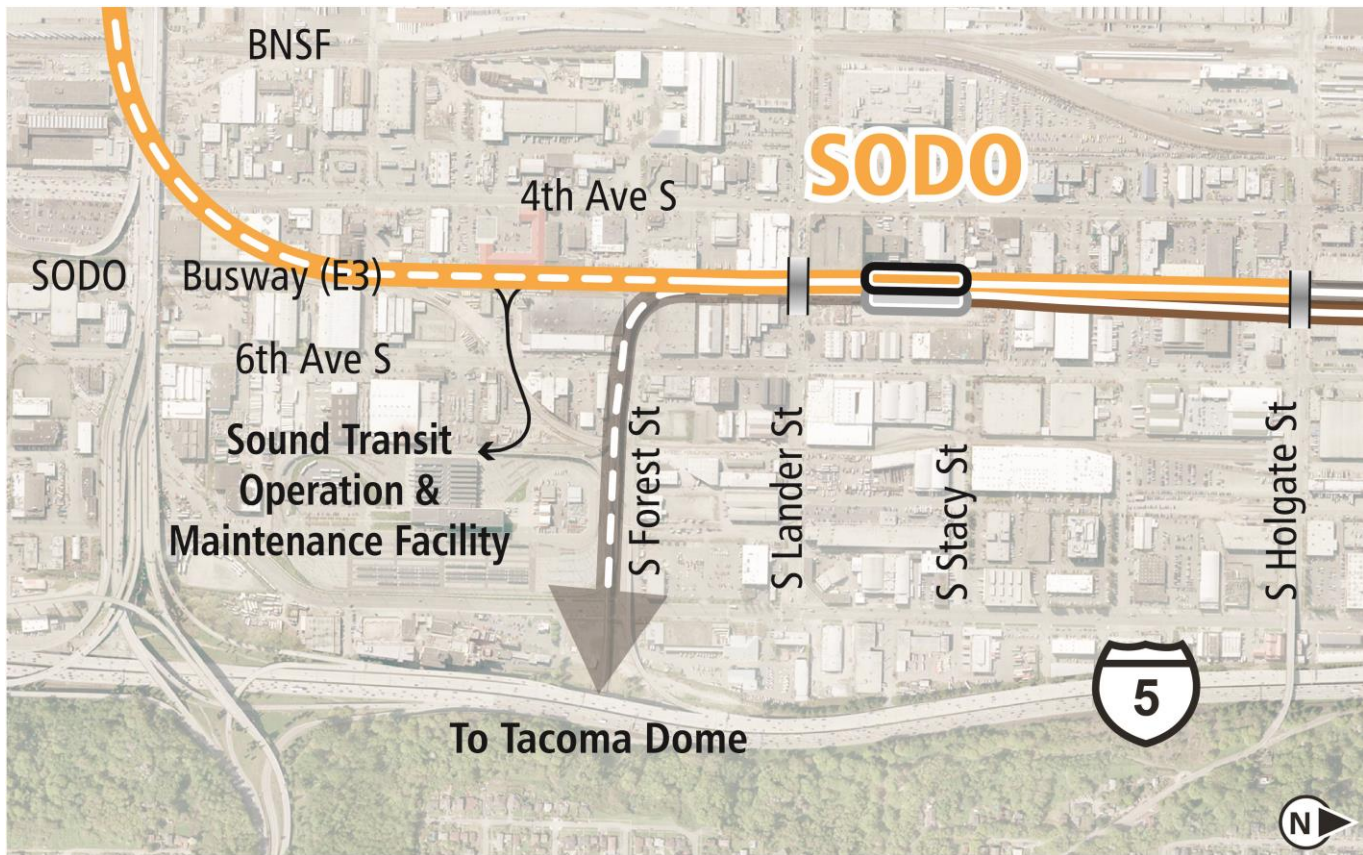 BNSF
SODO
4th Ave S
SODO Busway (E3)
6th Ave S
Sound Transit
Operation &
Maintenance Facility
S Forest St
S Lander St
S Stacy St
S Holgate St
5
To Tacoma Dome
N